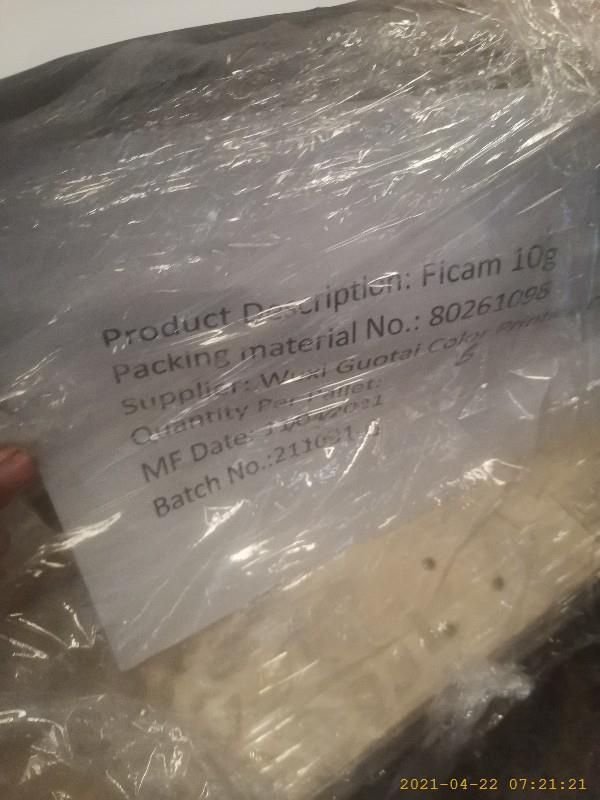 Product Description: Ficam 10g
Packing material No.: 80261098
Supplier: Wuxi Guotai Color
Quantity Per Pallet:
MF Date:
Batch No.:
2021-04-22 07:21:21